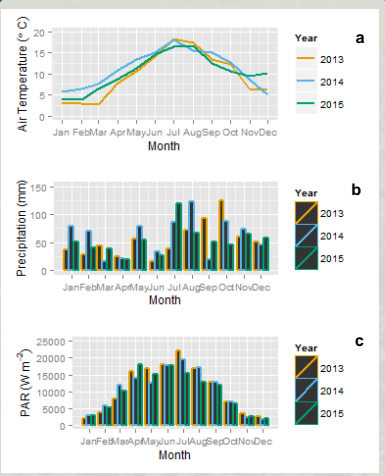 a
Air Temperature (° C)
20
15
10
5
0
Jan Feb Mar Apr May Jun Jul Aug Sep Oct Nov Dec
Month
Year
2013
2014
2015
b
Precipitation (mm)
150
100
50
0
Jan Feb Mar Apr May Jun Jul Aug Sep Oct Nov Dec
Month
Year
2013
2014
2015
c
PAR (W m⁻²)
25000
20000
15000
10000
5000
0
Jan Feb Mar Apr May Jun Jul Aug Sep Oct Nov Dec
Month
Year
2013
2014
2015